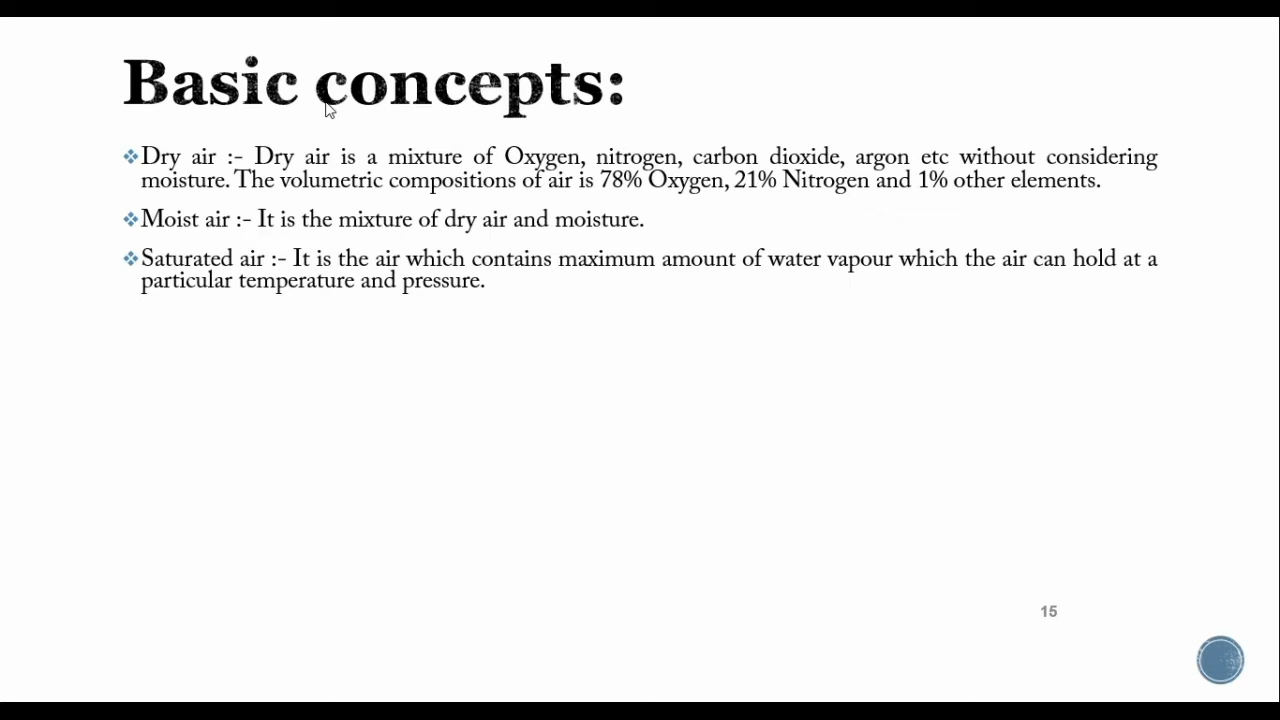 Basic concepts:
Dry air :- Dry air is a mixture of Oxygen, nitrogen, carbon dioxide, argon etc without considering
moisture. The volumetric compositions of air is 78% Oxygen, 21% Nitrogen and 1% other elements.
Moist air :- It is the mixture of dry air and moisture.
Saturated air :- It is the air which contains maximum amount of water vapour which the air can hold at a
particular temperature and pressure.
15